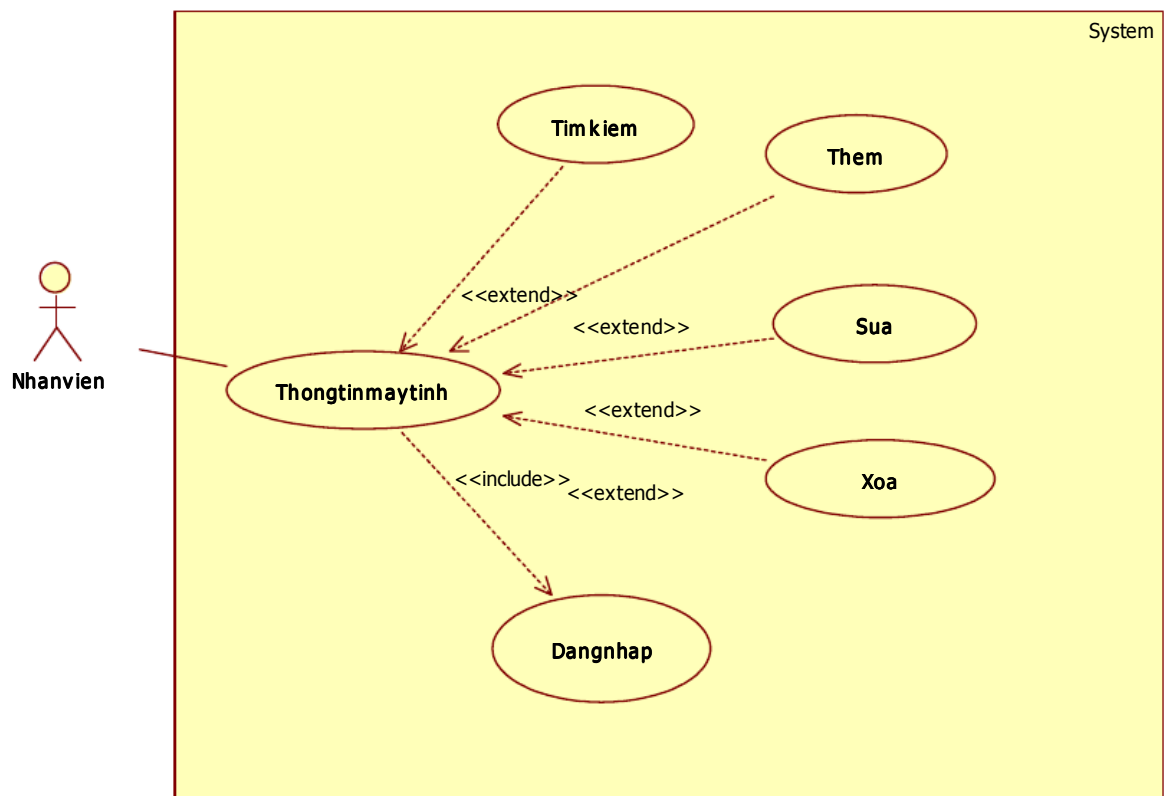 System
Timkiem
Them
<<extend>>
Sua
<<extend>>
Nhanvien
Thongtinmaytinh
<<extend>>
Xoa
<<include>>
<<extend>>
Dangnhap